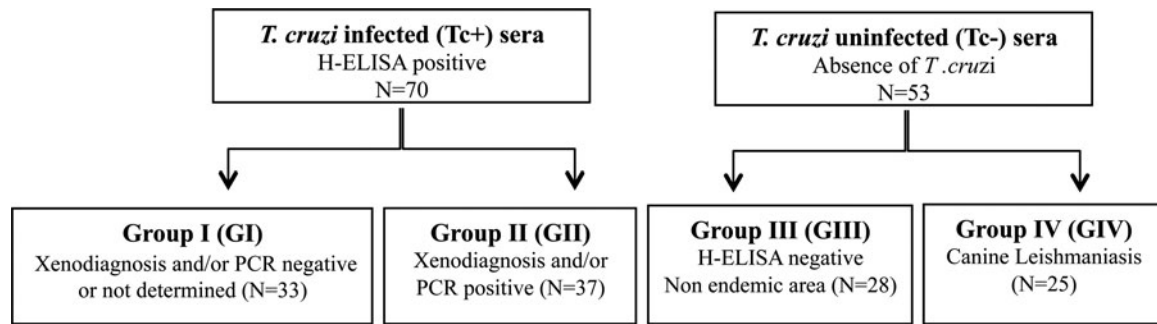 T. cruzi infected (Tc+) sera
H-ELISA positive
N=70
T. cruzi uninfected (Tc-) sera
Absence of T .cruzi
N=53
Group I (GI)
Xenodiagnosis and/or PCR negative
or not determined (N=33)
Group II (GII)
Xenodiagnosis and/or
PCR positive (N=37)
Group III (GIII)
H-ELISA negative
Non endemic area (N=28)
Group IV (GIV)
Canine Leishmaniasis
(N=25)